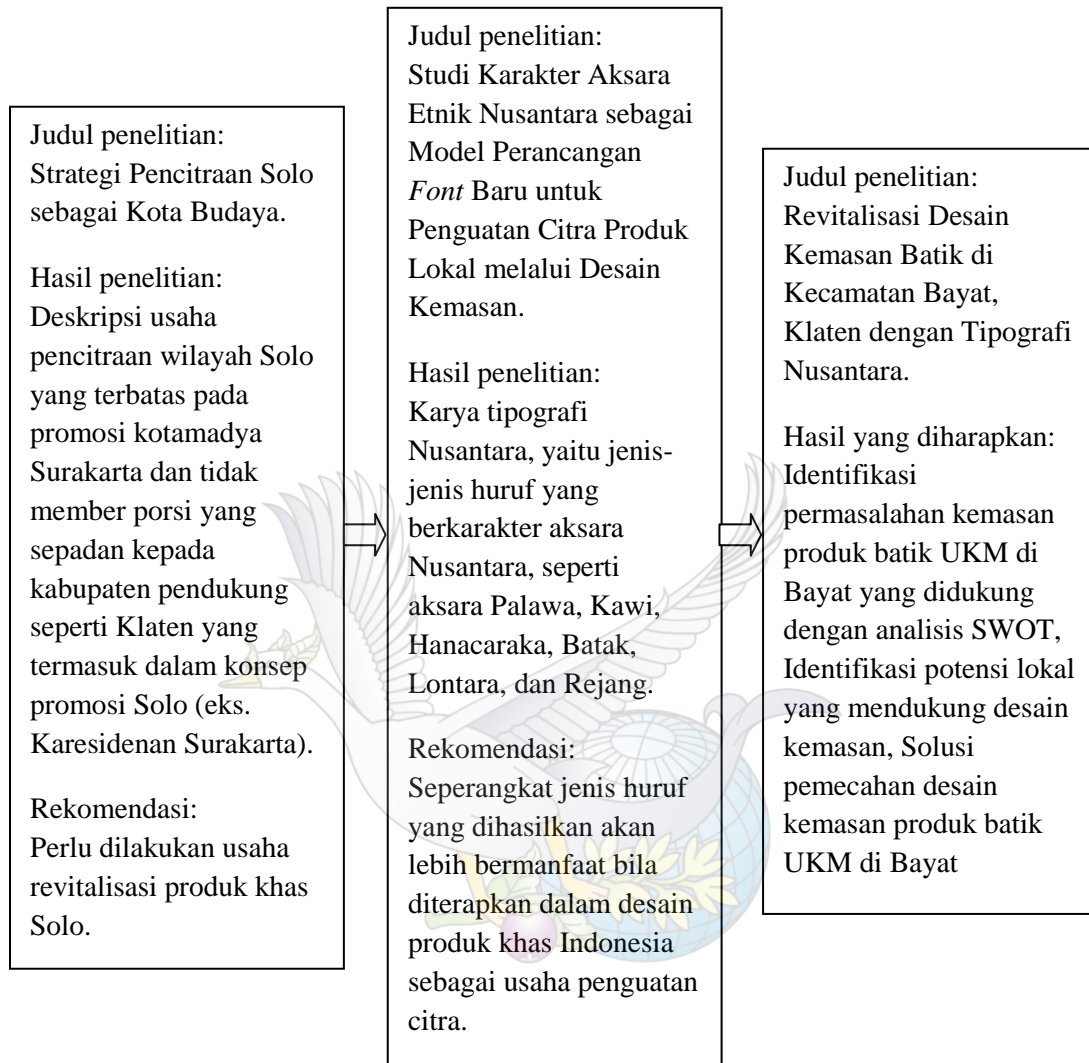 Judul penelitian:
Strategi Pencitraan Solo
sebagai Kota Budaya.
Hasil penelitian:
Deskripsi usaha
pencitraan wilayah Solo
yang terbatas pada
promosi kotamadya
Surakarta dan tidak
member porsi yang
sepadan kepada
kabupaten pendukung
seperti Klaten yang
termasuk dalam konsep
promosi Solo (eks.
Karesidenan Surakarta).
Rekomendasi:
Perlu dilakukan usaha
revitalisasi produk khas
Solo.
Judul penelitian:
Studi Karakter Aksara
Etnik Nusantara sebagai
Model Perancangan
Font Baru untuk
Penguatan Citra Produk
Lokal melalui Desain
Kemasan.
Hasil penelitian:
Karya tipografi
Nusantara, yaitu jenis-
jenis huruf yang
berkarakter aksara
Nusantara, seperti
aksara Palawa, Kawi,
Hanacaraka, Batak,
Lontara, dan Rejang.
Rekomendasi:
Seperangkat jenis huruf
yang dihasilkan akan
lebih bermanfaat bila
diterapkan dalam desain
produk khas Indonesia
sebagai usaha penguatan
citra.
Judul penelitian:
Revitalisasi Desain
Kemasan Batik di
Kecamatan Bayat,
Klaten dengan Tipografi
Nusantara.
Hasil yang diharapkan:
Identifikasi
permasalahan kemasan
produk batik UKM di
Bayat yang didukung
dengan analisis SWOT,
Identifikasi potensi lokal
yang mendukung desain
kemasan, Solusi
pemecahan desain
kemasan produk batik
UKM di Bayat